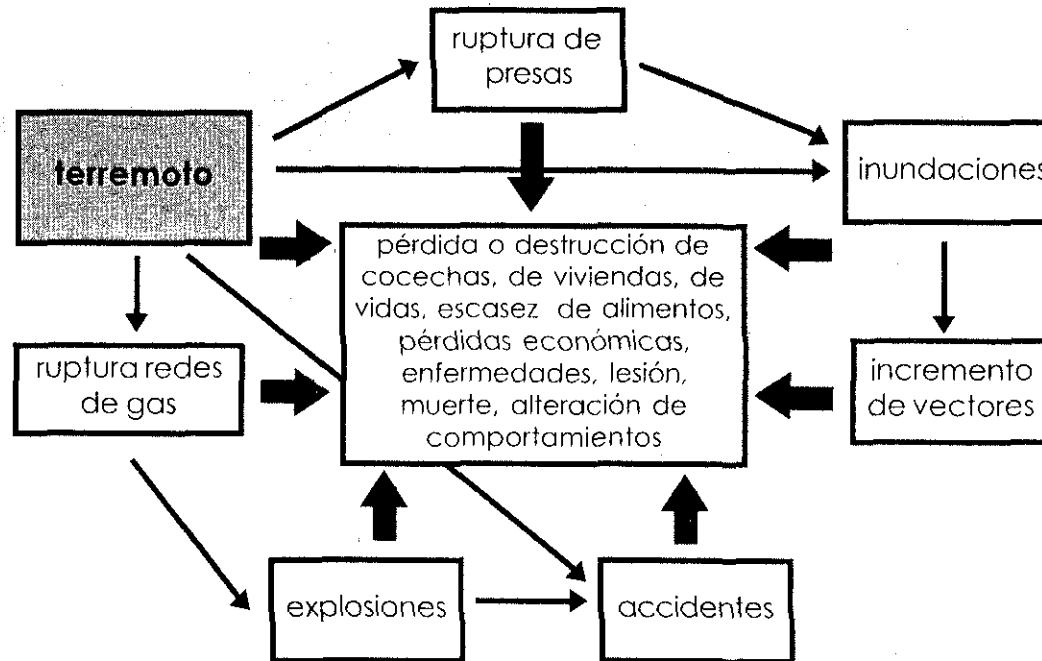 ruptura de
presas
terremoto
inundaciones
pérdida o destrucción de
cocechas, de viviendas, de
vidas, escasez de alimentos,
pérdidas económicas,
enfermedades, lesión,
muerte, alteración de
comportamientos
ruptura redes
de gas
incremento
de vectores
explosiones
accidentes